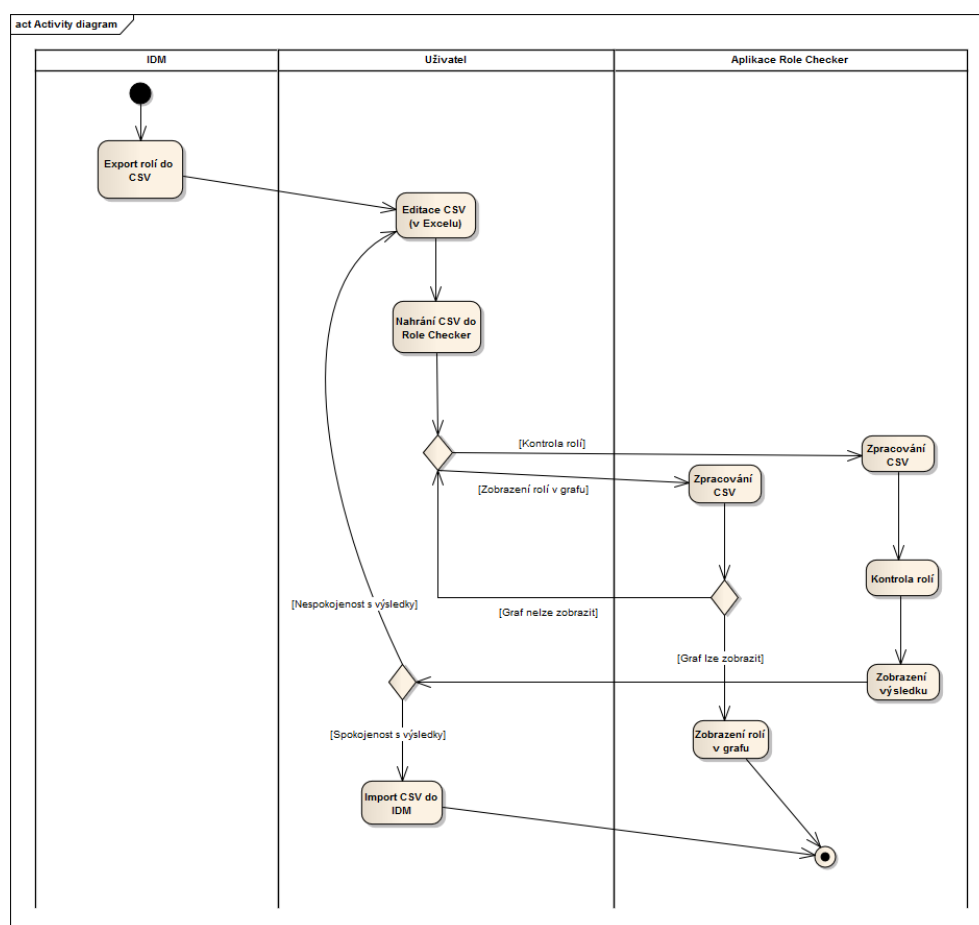 act Activity diagram
IDM
Uživatel
Aplikace Role Checker
Export rolí do
CSV
Editace CSV
(v Excelu)
Nahrání CSV do
Role Checker
[Kontrola rolí]
Zpracování
CSV
[Zobrazení rolí v grafu]
Zpracování
CSV
Kontrola rolí
[Nespokojenost s výsledky]
[Graf nelze zobrazit]
[Graf lze zobrazit]
Zobrazení
výsledku
[Spokojenost s výsledky]
Zobrazení rolí
v grafu
Import CSV do
IDM